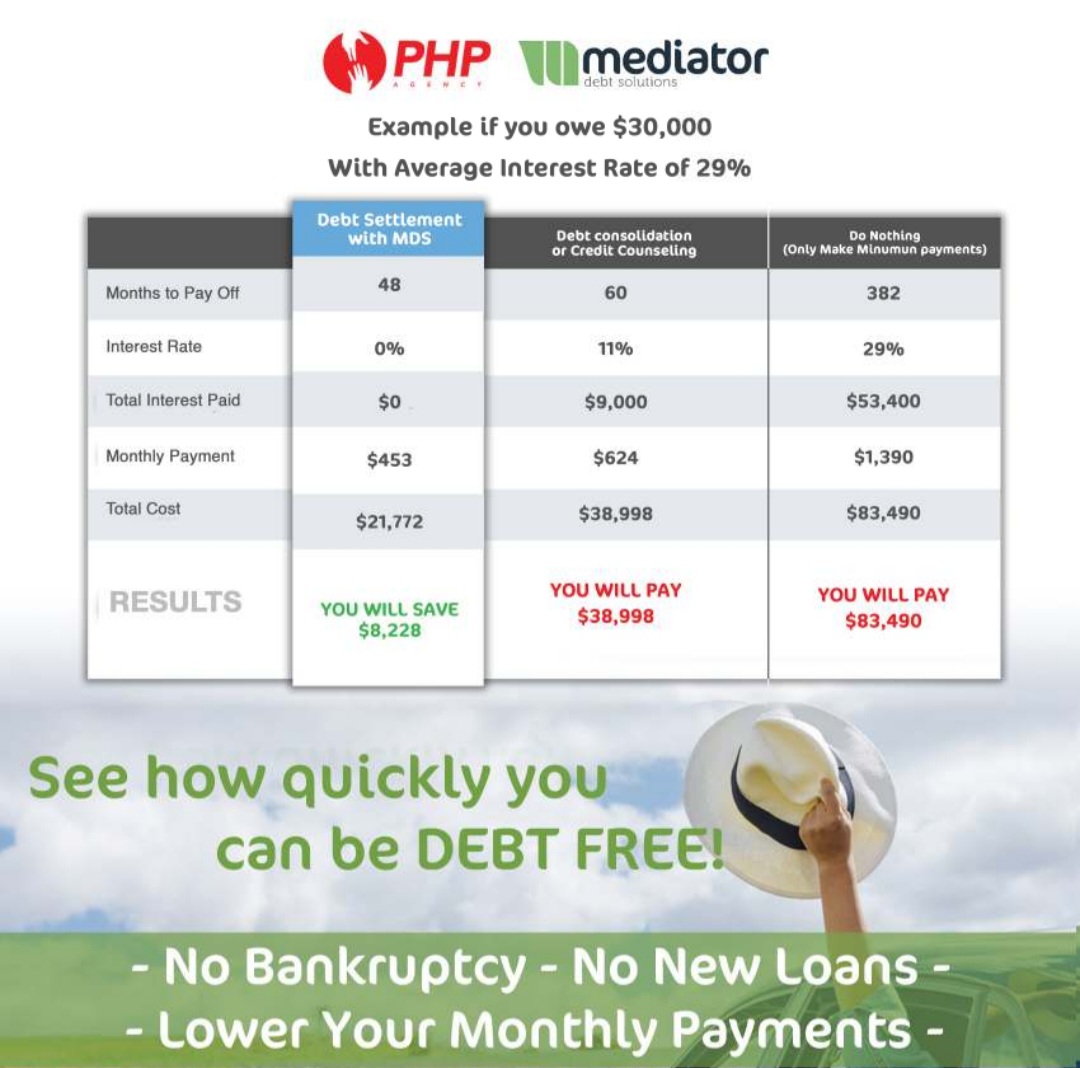 PHP
AGENCY
mediator
debt solutions
Example if you owe $30,000
With Average Interest Rate of 29%
Debt Settlement
with MDS
Debt consolidation
or Credit Counseling
Do Nothing
(Only Make Minumun payments)
Months to Pay Off 48 60 382
Interest Rate 0% 11% 29%
Total Interest Paid $0 $9,000 $53,400
Monthly Payment $453 $624 $1,390
Total Cost $21,772 $38,998 $83,490
RESULTS
YOU WILL SAVE
$8,228
YOU WILL PAY
$38,998
YOU WILL PAY
$83,490
See how quickly you
can be DEBT FREE!
- No Bankruptcy - No New Loans -
- Lower Your Monthly Payments -